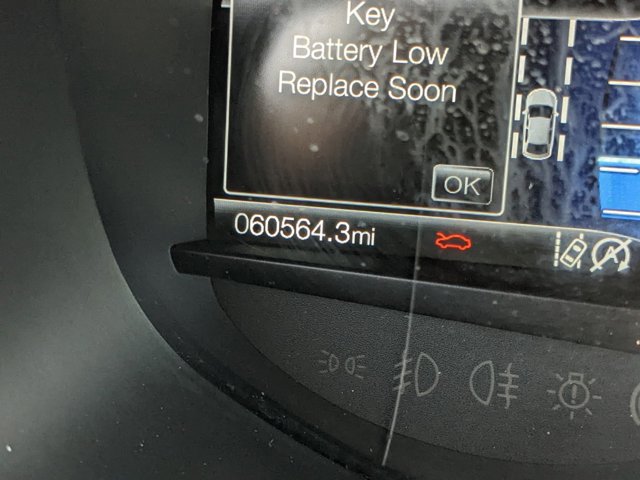 Key
Battery Low
Replace Soon
OK
060564.3mi